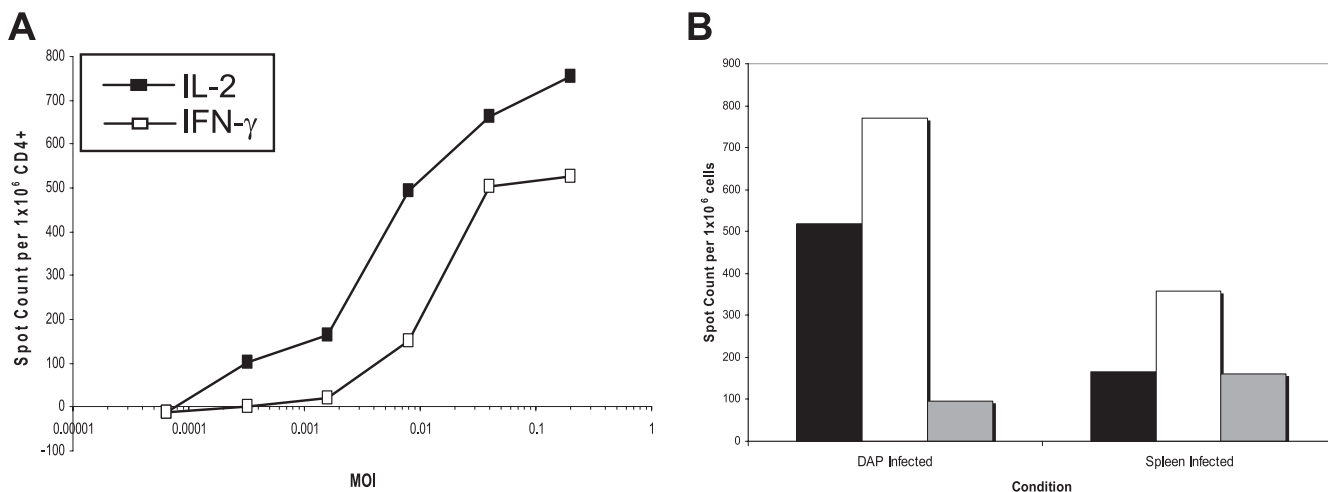 A
Spot Count per 1x10⁶ CD4+
800
700
600
500
400
300
200
100
0
-100
IL-2
IFN-γ
0.00001
0.0001
0.001
0.01
0.1
1
MOI
B
Spot Count per 1x10⁶ cells
900
800
700
600
500
400
300
200
100
0
DAP Infected
Spleen Infected
Condition